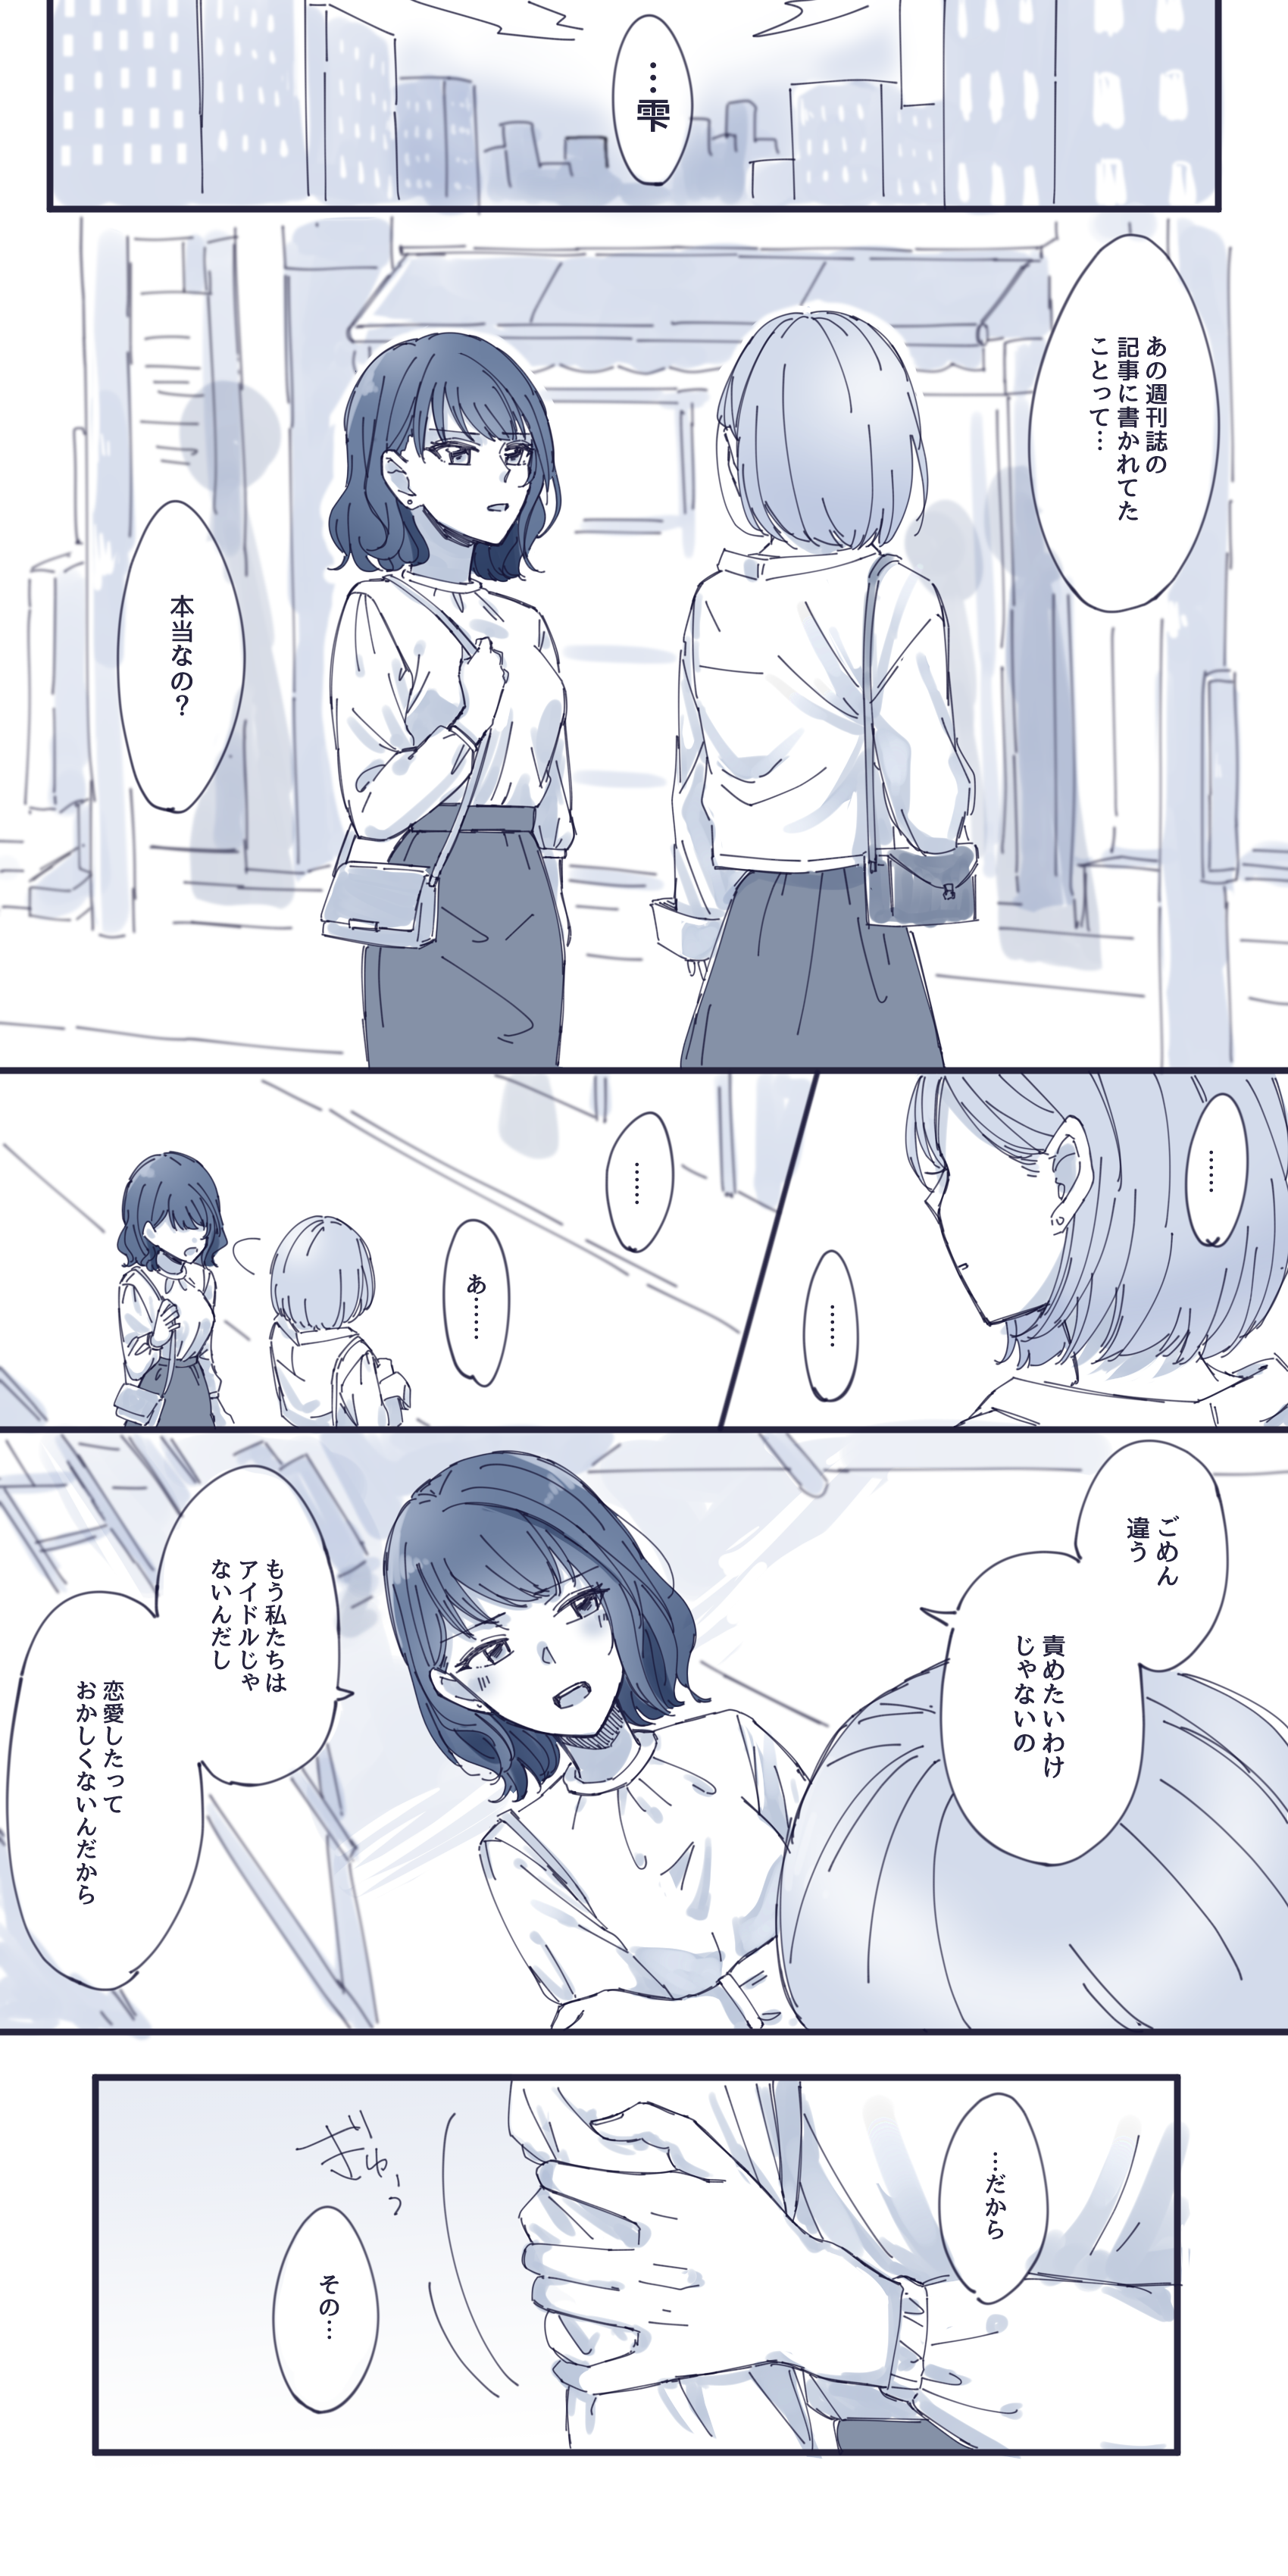 …雫
あの週刊誌の
記事に書かれてた
ことって…
本当なの？
……
……
……
あ……
ごめん
違う
責めたいわけ
じゃないの
もう私たちは
アイドルじゃ
ないんだし
恋愛したって
おかしくないんだから
…だから
ぎゅっ
その…